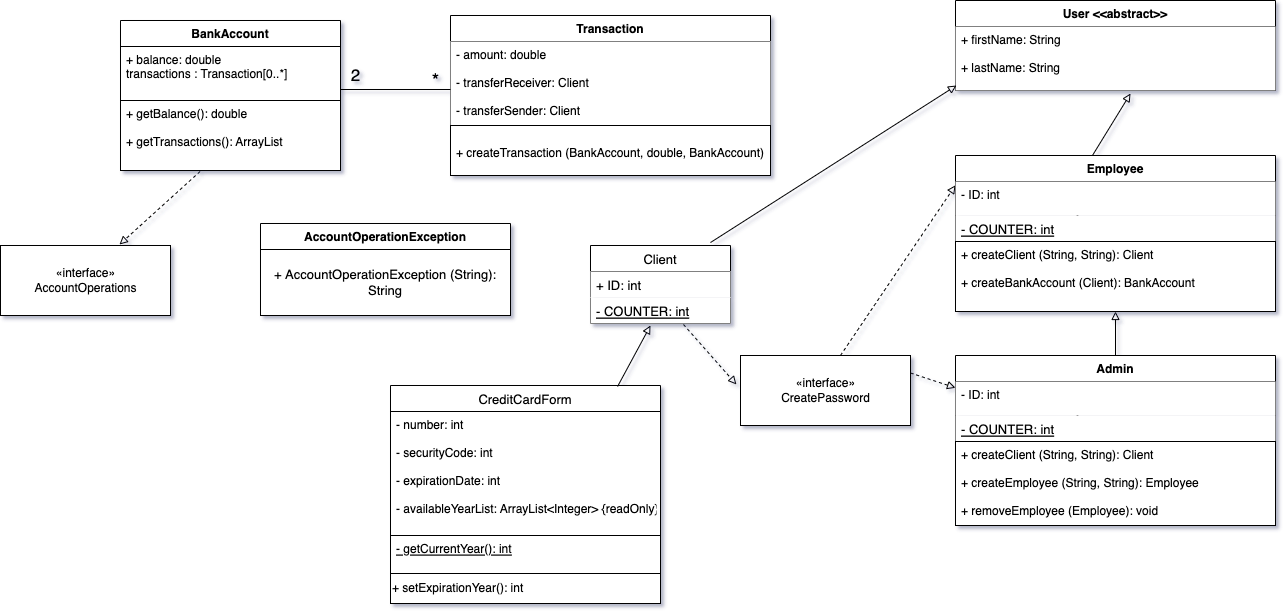 BankAccount
+ balance: double
transactions : Transaction[0..*]
+ getBalance(): double
+ getTransactions(): ArrayList
2
*
Transaction
- amount: double
- transferReceiver: Client
- transferSender: Client
+ createTransaction (BankAccount, double, BankAccount)
User <<abstract>>
+ firstName: String
+ lastName: String
Employee
- ID: int
- COUNTER: int
+ createClient (String, String): Client
+ createBankAccount (Client): BankAccount
«interface»
AccountOperations
AccountOperationException
+ AccountOperationException (String):
String
Client
+ ID: int
- COUNTER: int
«interface»
CreatePassword
Admin
- ID: int
- COUNTER: int
+ createClient (String, String): Client
+ createEmployee (String, String): Employee
+ removeEmployee (Employee): void
CreditCardForm
- number: int
- securityCode: int
- expirationDate: int
- availableYearList: ArrayList<Integer> {readOnly}
- getCurrentYear(): int
+ setExpirationYear(): int